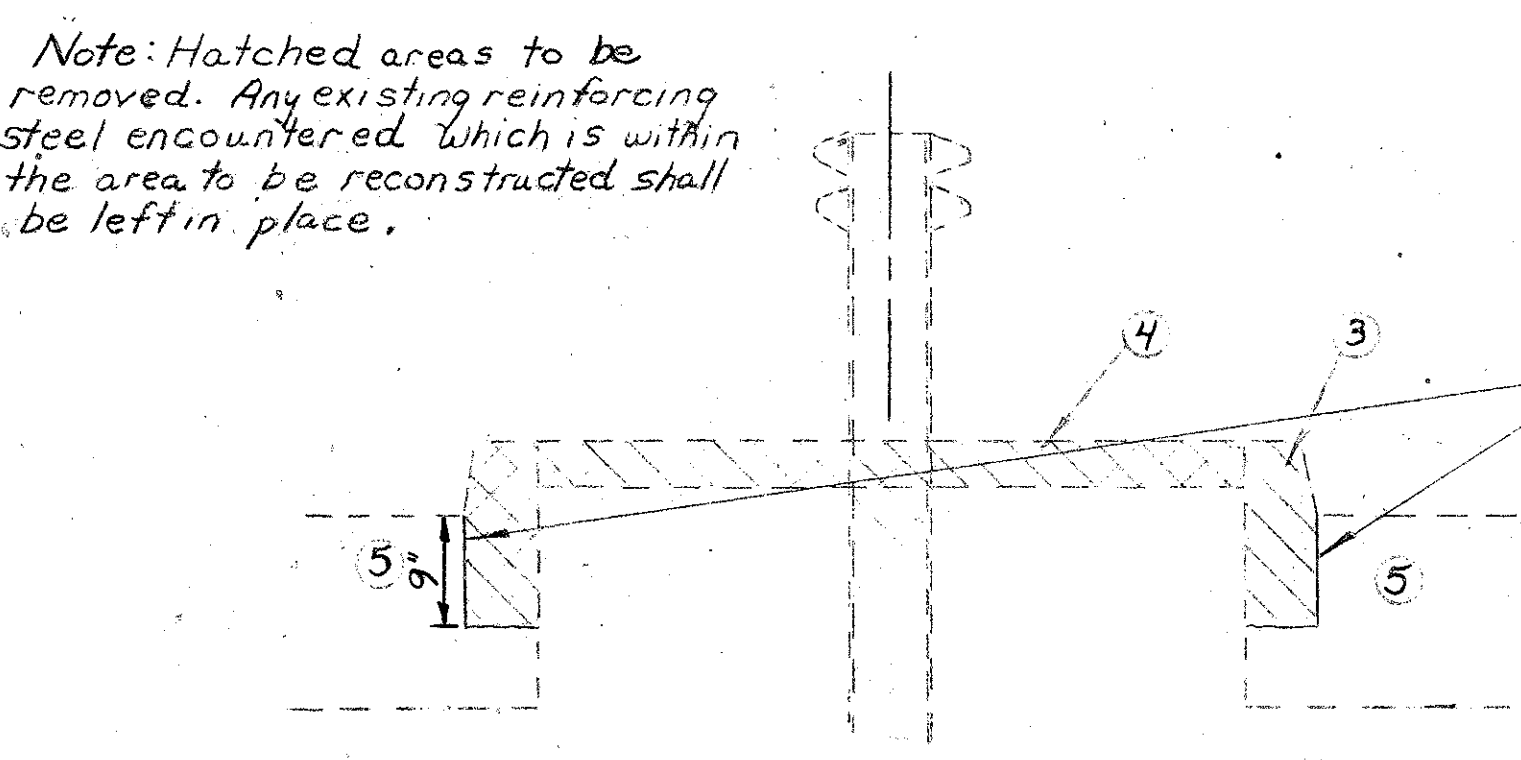 Note: Hatched areas to be
removed. Any existing reinforcing
steel encountered which is within
the area to be reconstructed shall
be left in place.
4
3
5
9"
5